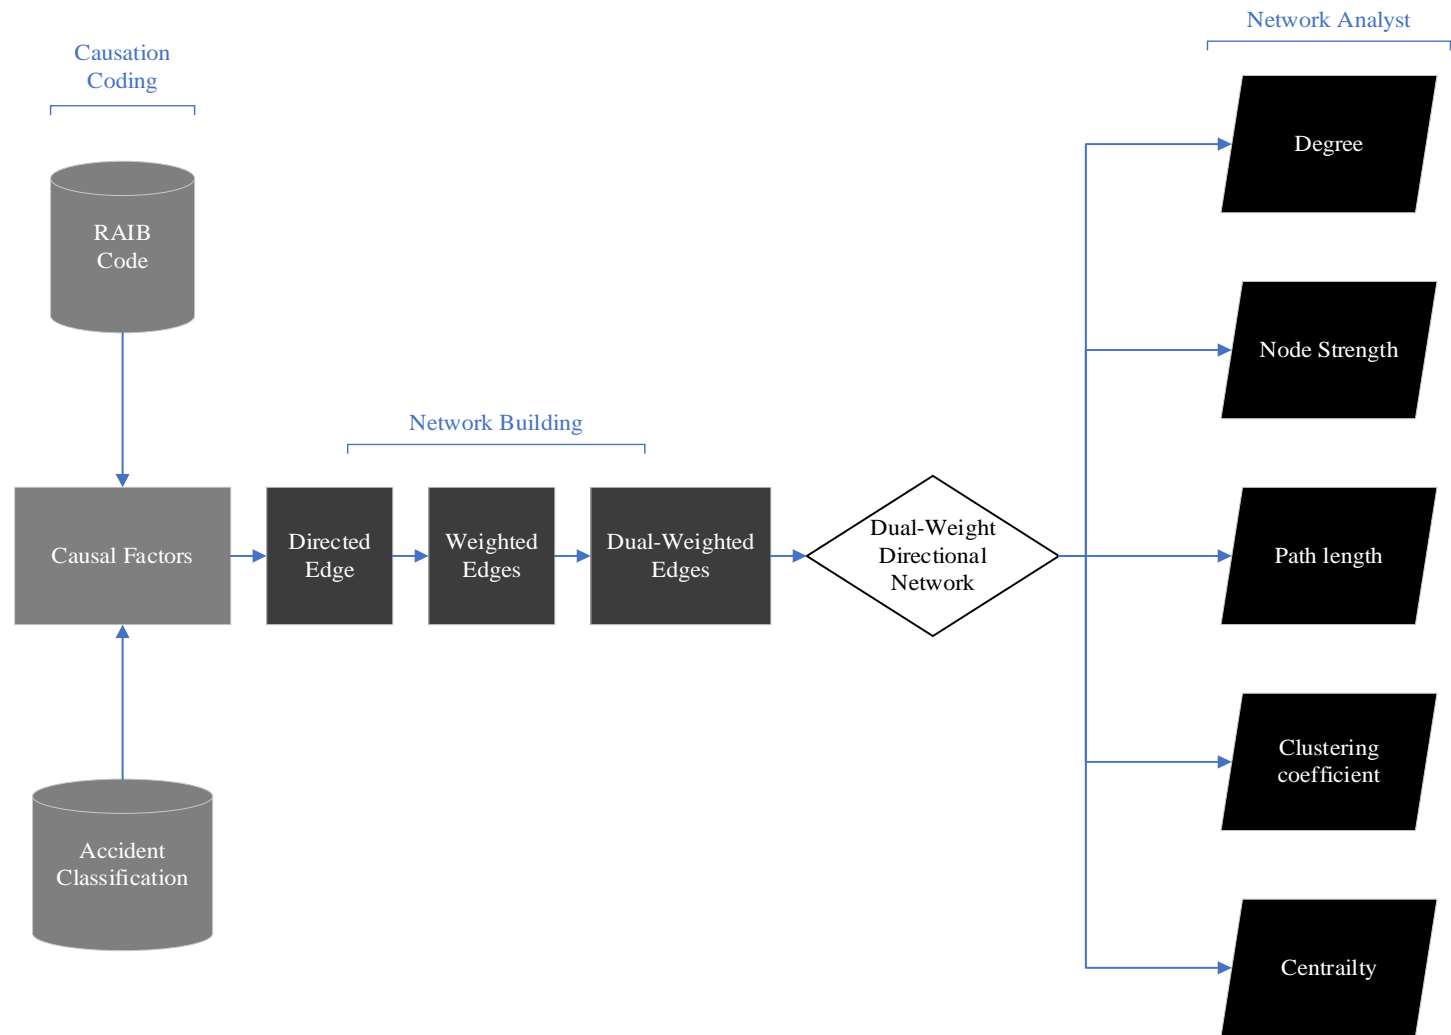 Network Analyst
Causation
Coding
Degree
RAIB
Code
Node Strength
Network Building
Causal Factors
Directed
Edge
Weighted
Edges
Dual-Weighted
Edges
Dual-Weight
Directional
Network
Path length
Clustering
coefficient
Accident
Classification
Centrailty